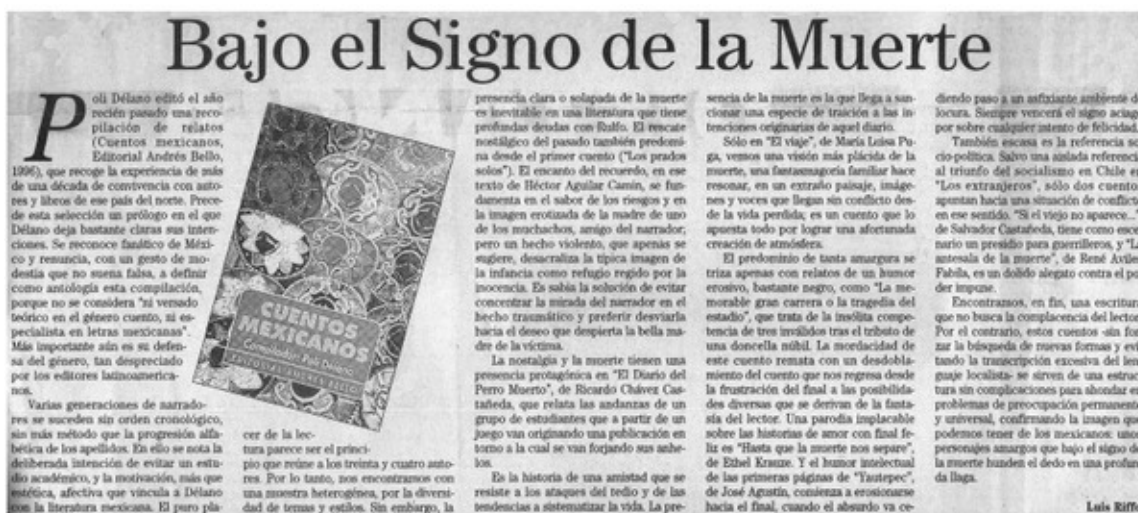 Bajo el Signo de la Muerte
Poli Délano editó el año
recién pasado una reco-
pilación de relatos
(Cuentos mexicanos,
Editorial Andrés Bello,
1996), que recoge la experiencia de más
de una década de convivencia con auto-
res y libros de ese país del norte. Prece-
de esta selección un prólogo en el que
Délano deja bastante claras sus inten-
ciones. Se reconoce fanático de Méxi-
co y renuncia, con un gesto de mo-
destia que no suena falsa, a definir
como antología esta compilación,
porque no se considera "ni versado
teórico en el género cuento, ni es-
pecialista en letras mexicanas".
Más importante aún es su defen-
sa del género, tan despreciado
por los editores latinoamerica-
nos.
Varias generaciones de narrado-
res se suceden sin orden cronológico,
sin más método que la progresión alfa-
bética de los apellidos. En ello se nota la
deliberada intención de evitar un estu-
dio académico, y la motivación, más que
estética, afectiva que vincula a Délano
con la literatura mexicana. El puro pla-
CUENTOS
MEXICANOS
Compilador: Poli Délano
EDITORIAL ANDRES BELLO
cer de la lec-
tura parece ser el princi-
pio que reúne a los treinta y cuatro auto-
res. Por lo tanto, nos encontramos con
una muestra heterogénea, por la diversi-
dad de temas y estilos. Sin embargo, la
presencia clara o solapada de la muerte
es inevitable en una literatura que tiene
profundas deudas con Rulfo. El rescate
nostálgico del pasado también predomi-
na desde el primer cuento ("Los prados
solos"). El encanto del recuerdo, en ese
texto de Héctor Aguilar Camín, se fun-
damenta en el sabor de los riesgos y en
la imagen erotizada de la madre de uno
de los muchachos, amigo del narrador;
pero un hecho violento, que apenas se
sugiere, desacraliza la típica imagen de
la infancia como refugio regido por la
inocencia. Es sabia la solución de evitar
concentrar la mirada del narrador en el
hecho traumático y preferir desviarla
hacia el deseo que despierta la bella ma-
dre de la víctima.
La nostalgia y la muerte tienen una
presencia protagónica en "El Diario del
Perro Muerto", de Ricardo Chávez Cas-
tañeda, que relata las andanzas de un
grupo de estudiantes que a partir de un
juego van originando una publicación en
torno a la cual se van forjando sus anhe-
los.
Es la historia de una amistad que se
resiste a los ataques del tedio y de las
tendencias a sistematizar la vida. La pre-
sencia de la muerte es la que llega a san-
cionar una especie de traición a las in-
tenciones originarias de aquel diario.
Sólo en "El viaje", de María Luisa Pu-
ga, vemos una visión más plácida de la
muerte, una fantasmagoría familiar hace
resonar, en un extraño paisaje, imáge-
nes y voces que llegan sin conflicto des-
de la vida perdida; es un cuento que lo
apuesta todo por lograr una afortunada
creación de atmósfera.
El predominio de tanta amargura se
triza apenas con relatos de un humor
erosivo, bastante negro, como "La me-
morable gran carrera o la tragedia del
estadio", que trata de la insólita compe-
tencia de tres inválidos tras el tributo de
una doncella núbil. La mordacidad de
este cuento remata con un desdobla-
miento del cuento que nos regresa desde
la frustración del final a las posibilida-
des diversas que se derivan de la fanta-
sía del lector. Una parodia implacable
sobre las historias de amor con final fe-
liz es "Hasta que la muerte nos separe",
de Ethel Krauze. Y el humor intelectual
de las primeras páginas de "Yautepec",
de José Agustín, comienza a erosionarse
hacia el final, cuando el absurdo va ce-
diendo paso a un asfixiante ambiente d
locura. Siempre vencerá el signo aciag
por sobre cualquier intento de felicidad
También escasa es la referencia so
cio-política. Salvo una aislada referencia
al triunfo del socialismo en Chile en
"Los extranjeros", sólo dos cuento
apuntan hacia una situación de conflict
en ese sentido. "Si el viejo no aparece...
de Salvador Castañeda, tiene como esce
nario un presidio para guerrilleros, y "La
antesala de la muerte", de René Avile
Fabila, es un dolido alegato contra el po
der impune.
Encontramos, en fin, una escritura
que no busca la complacencia del lector
Por el contrario, estos cuentos -sin for
zar la búsqueda de nuevas formas y evi
tando la transcripción excesiva del len
guaje localista- se sirven de una estruc
tura sin complicaciones para ahondar e
problemas de preocupación permanent
y universal, confirmando la imagen qu
podemos tener de los mexicanos: uno
personajes amargos que bajo el signo d
la muerte hunden el dedo en una profun
da llaga.
Luis Riff